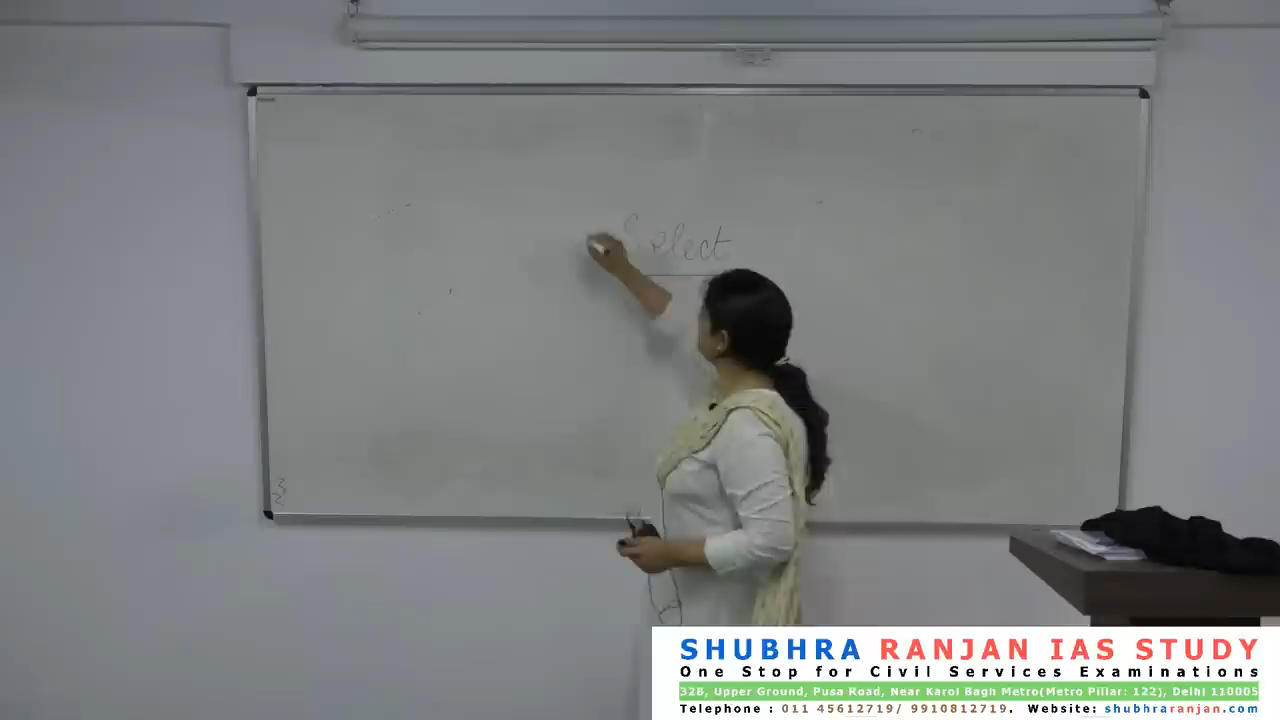 Select
SHUBHRA RANJAN IAS STUDY
One Stop for Civil Services Examinations
32B, Upper Ground, Pusa Road, Near Karol Bagh Metro(Metro Pillar: 122), Delhi 110005
Telephone : 011 45612719/ 9910812719. Website: shubhraranjan.com